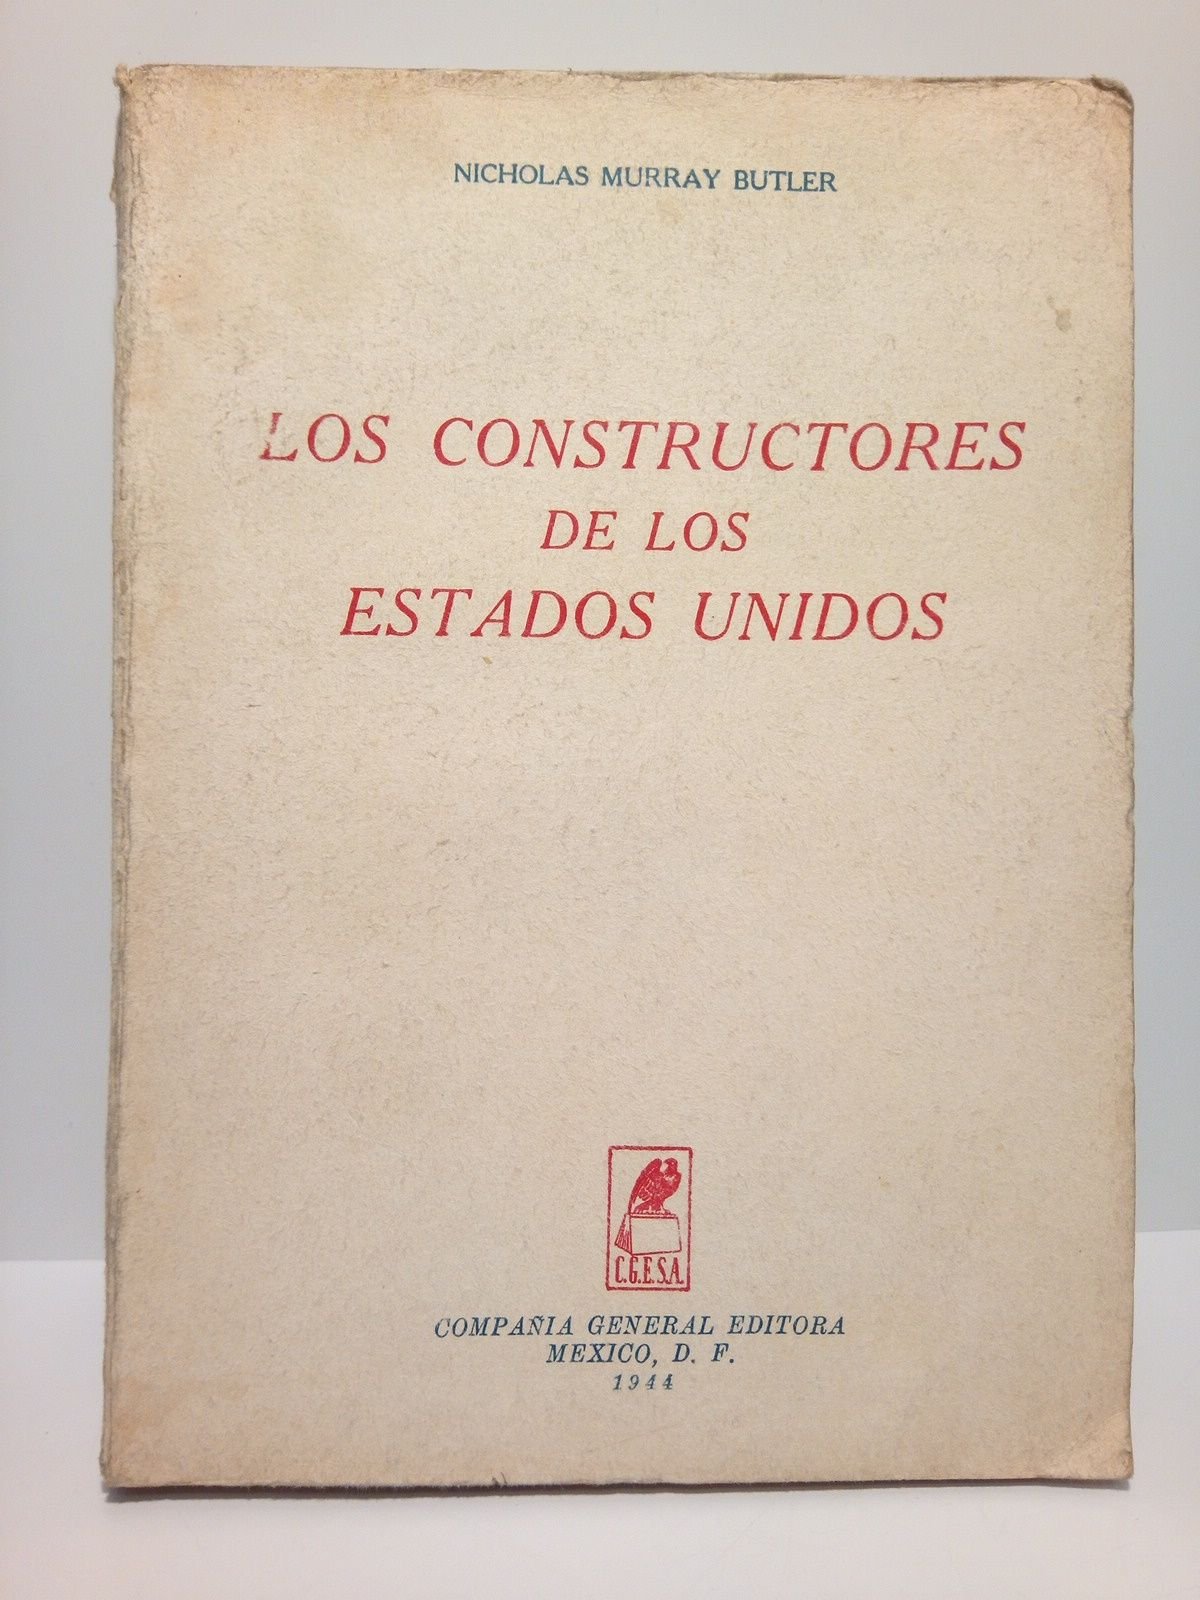 NICHOLAS MURRAY BUTLER
LOS CONSTRUCTORES
DE LOS
ESTADOS UNIDOS
C.G.E.S.A.
COMPAÑIA GENERAL EDITORA
MEXICO, D. F.
1944